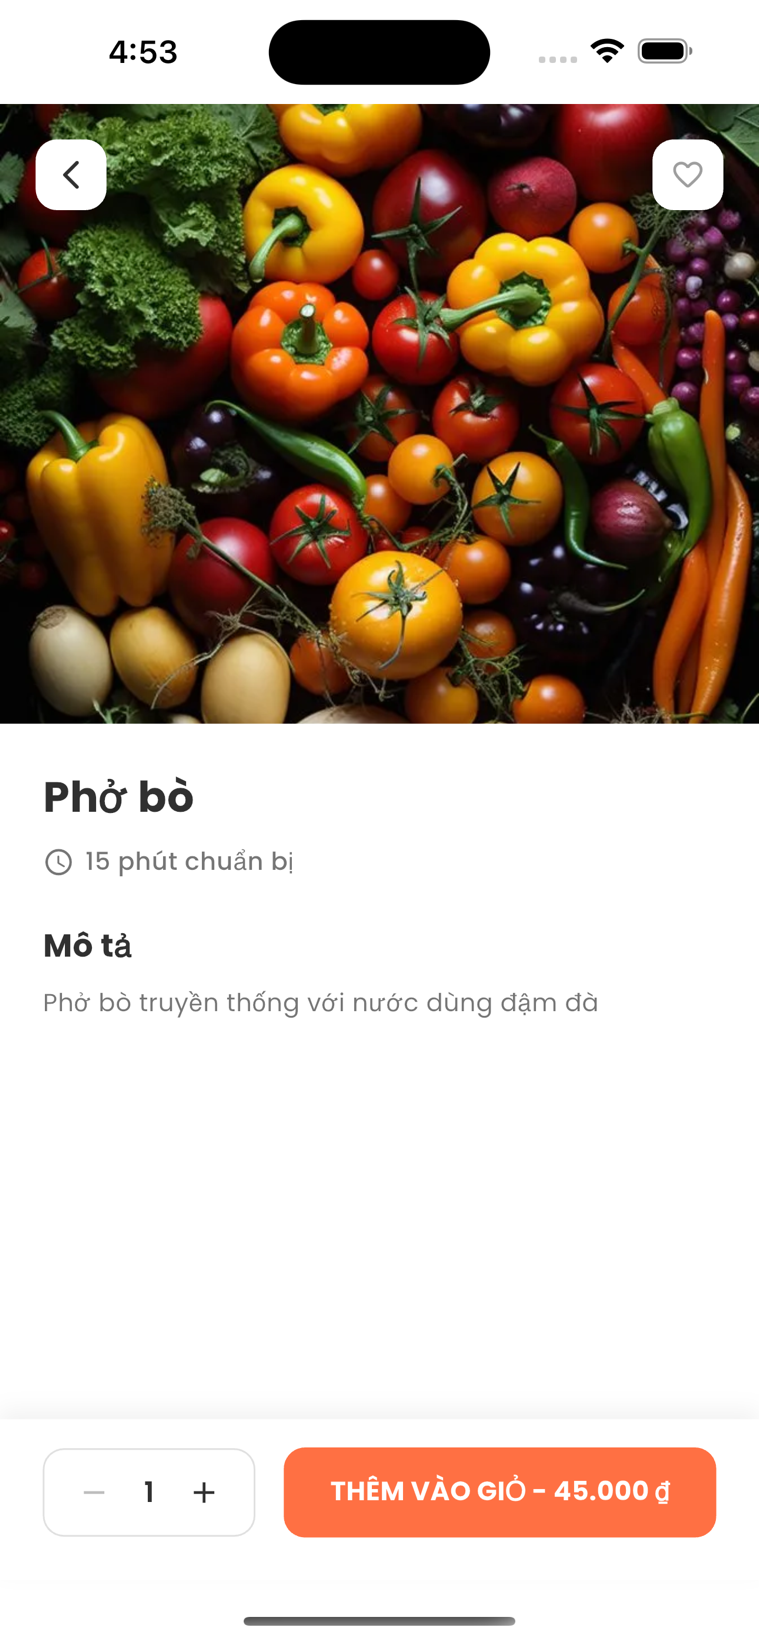 4:53
Phở bò
15 phút chuẩn bị
Mô tả
Phở bò truyền thống với nước dùng đậm đà
1
THÊM VÀO GIỎ - 45.000 ₫